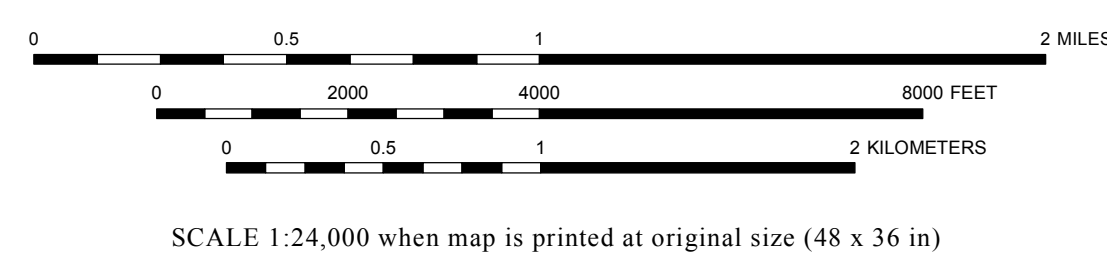 0 0.5 1 2 MILES
0 2000 4000 8000 FEET
0 0.5 1 2 KILOMETERS
SCALE 1:24,000 when map is printed at original size (48 x 36 in)